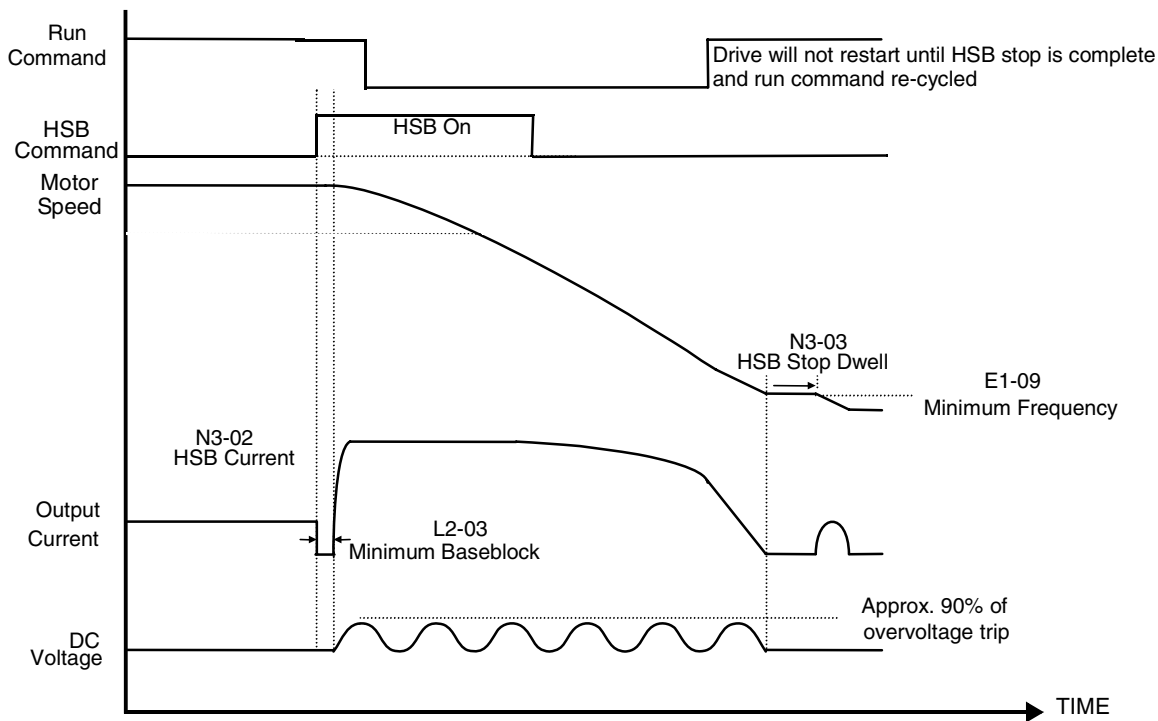 Run
Command
Drive will not restart until HSB stop is complete
and run command re-cycled
HSB
Command
HSB On
Motor
Speed
N3-03
HSB Stop Dwell
E1-09
Minimum Frequency
N3-02
HSB Current
Output
Current
L2-03
Minimum Baseblock
Approx. 90% of
overvoltage trip
DC
Voltage
TIME